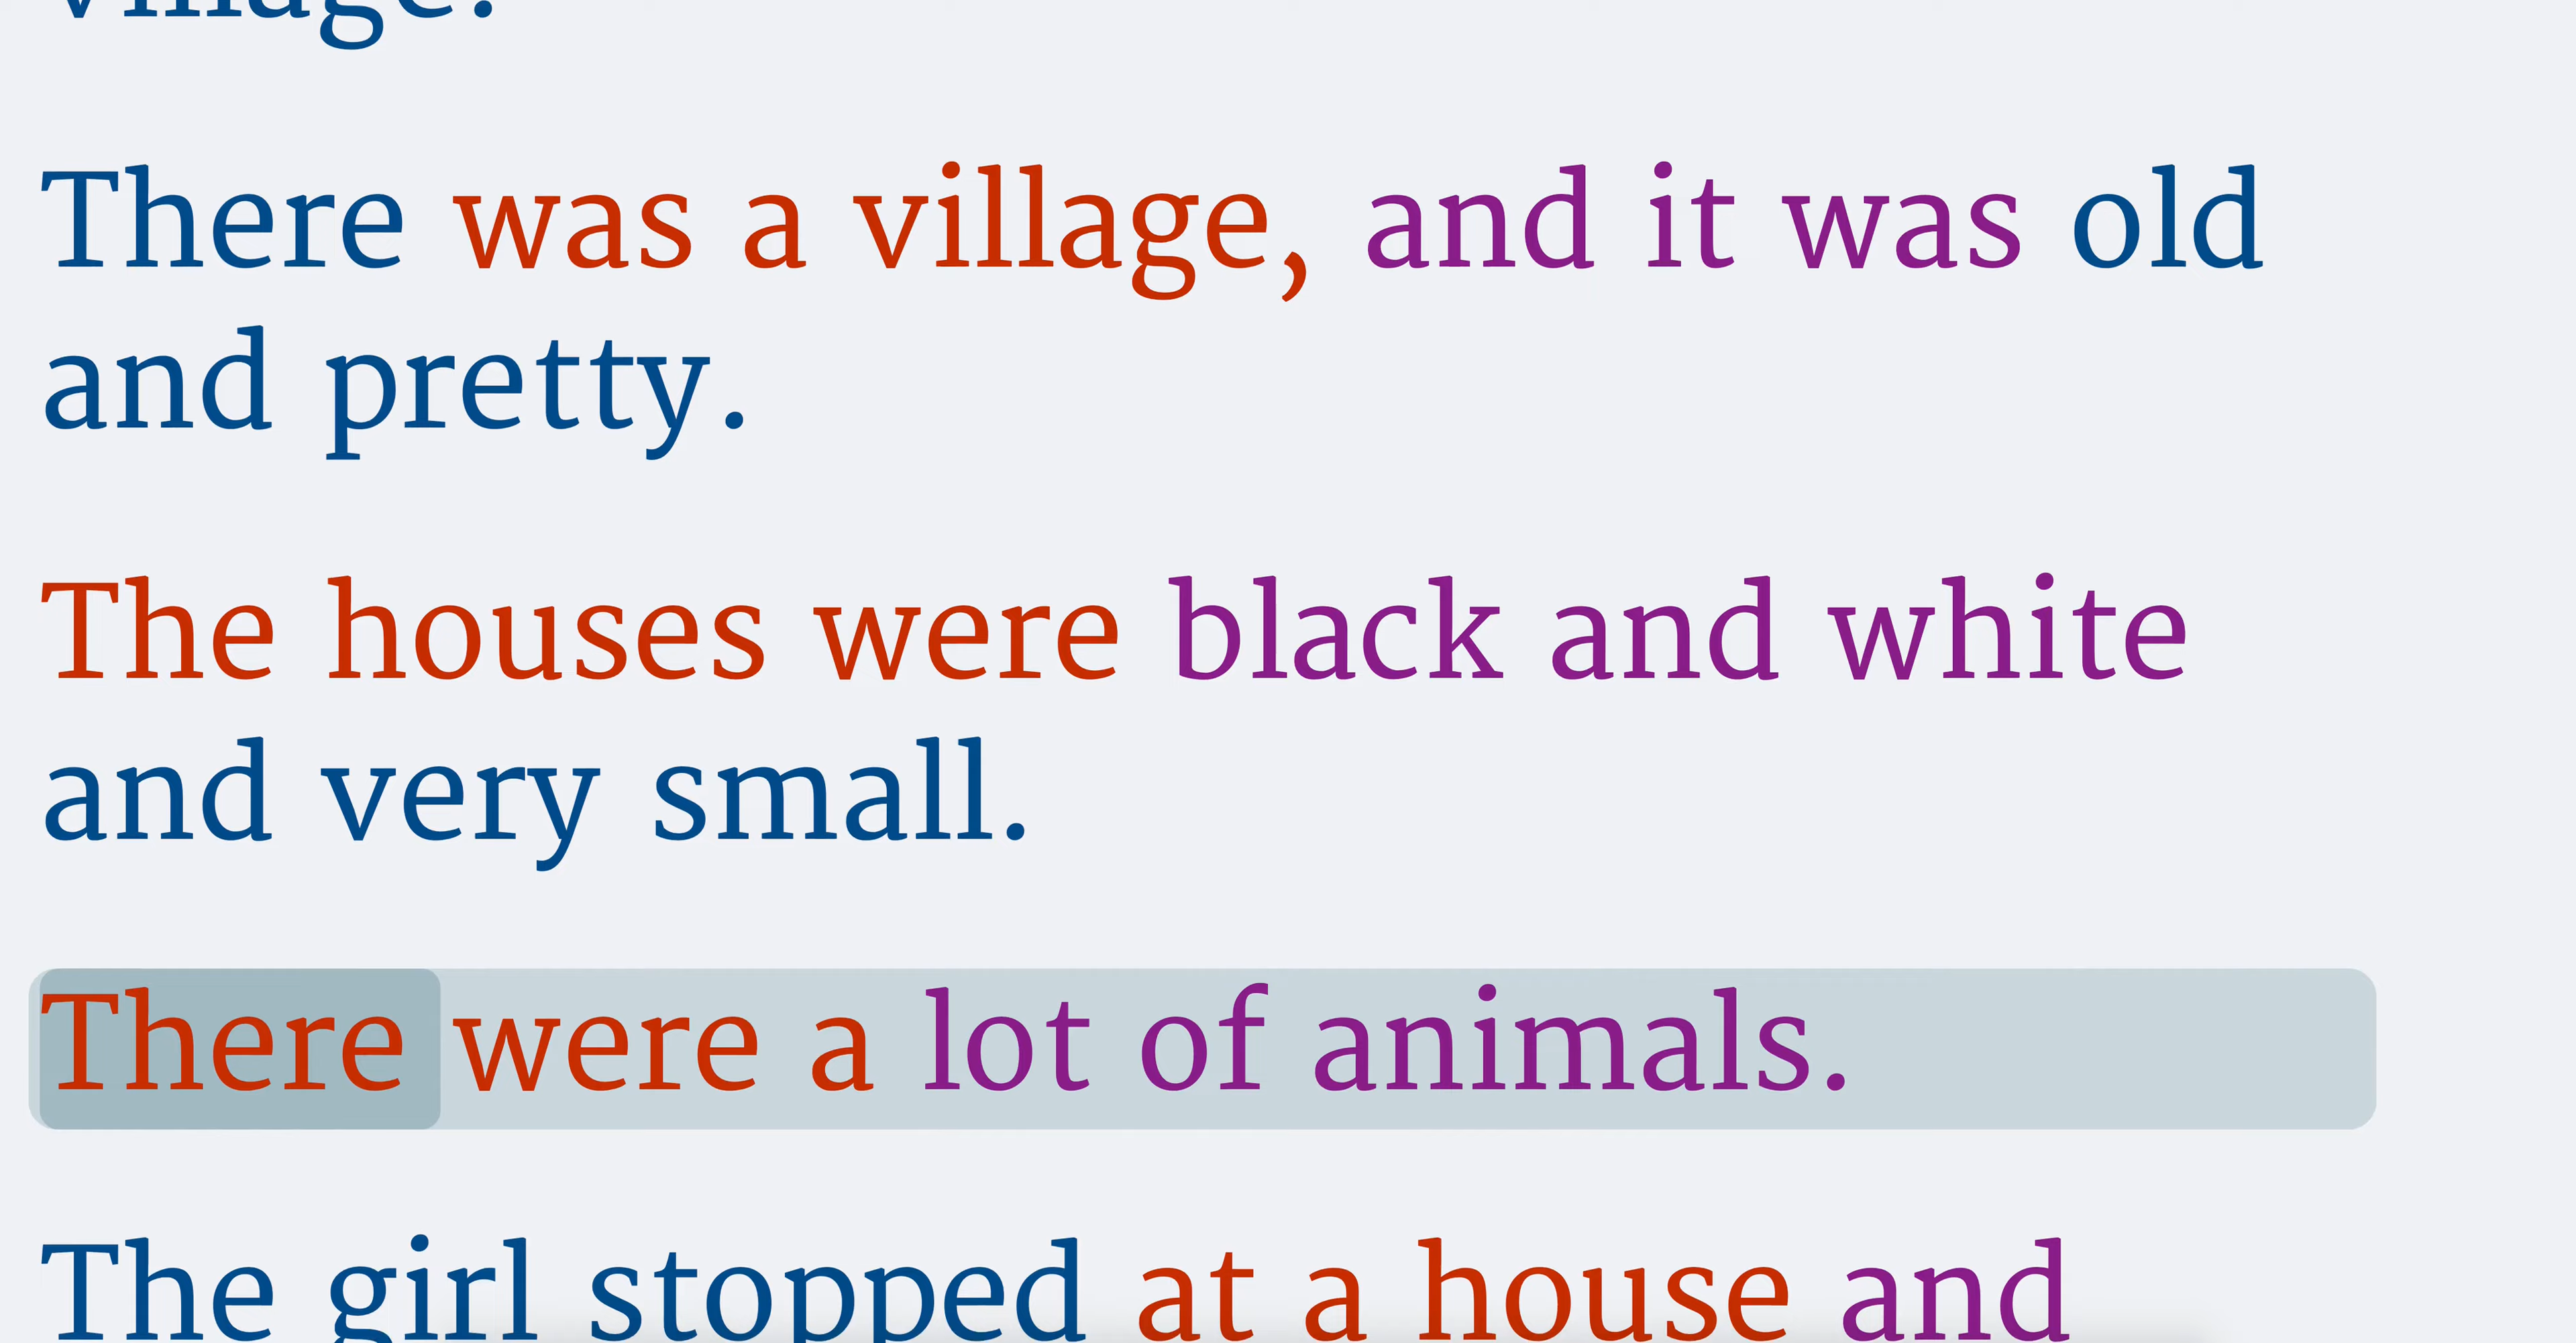 village.
There was a village, and it was old
and pretty.
The houses were black and white
and very small.
There were a lot of animals.
The girl stopped at a house and